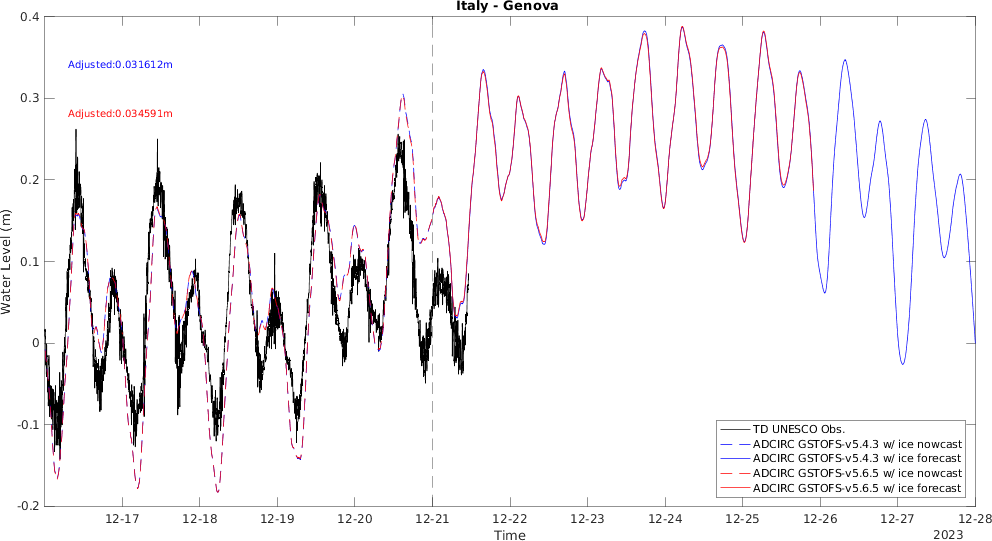 Italy - Genova
0.4
0.3
0.2
0.1
0
-0.1
-0.2
Water Level (m)
Adjusted:0.031612m
Adjusted:0.034591m
TD UNESCO Obs.
ADCIRC GSTOFS-v5.4.3 w/ ice nowcast
ADCIRC GSTOFS-v5.4.3 w/ ice forecast
ADCIRC GSTOFS-v5.6.5 w/ ice nowcast
ADCIRC GSTOFS-v5.6.5 w/ ice forecast
12-17 12-18 12-19 12-20 12-21 12-22 12-23 12-24 12-25 12-26 12-27 12-28
Time
2023